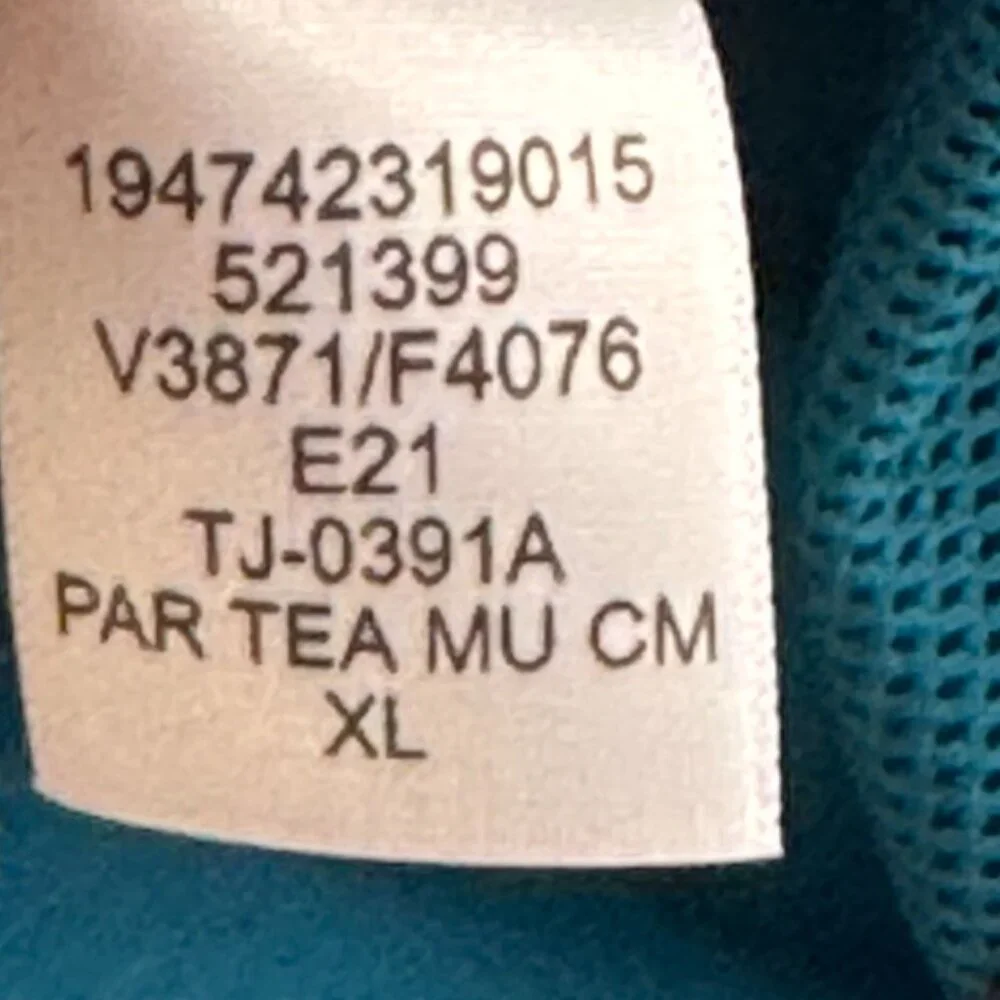 194742319015
521399
V3871/F4076
E21
TJ-0391A
PAR TEA MU CM
XL